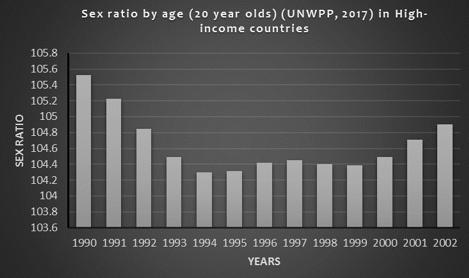 Sex ratio by age (20 year olds) (UNWPP, 2017) in High-
income countries
105.8
105.6
105.4
105.2
105
104.8
104.6
104.4
104.2
104
103.8
103.6
SEX RATIO
1990 1991 1992 1993 1994 1995 1996 1997 1998 1999 2000 2001 2002
YEARS